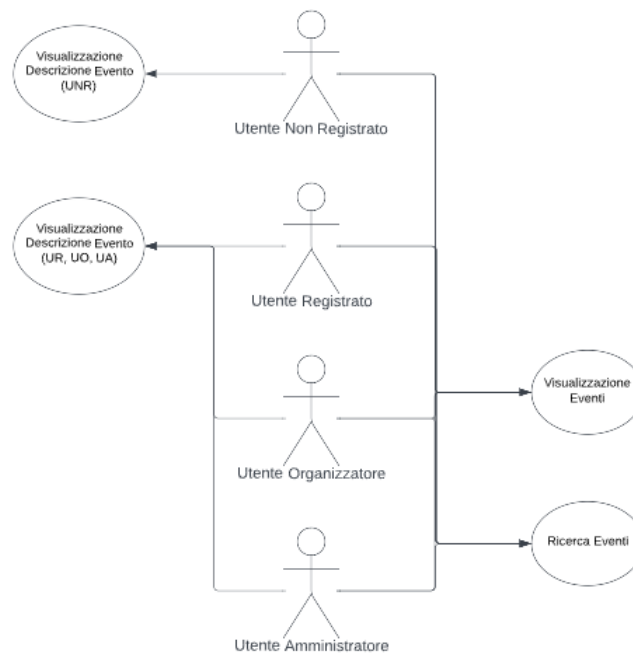 Visualizzazione
Descrizione Evento
(UNR)
Utente Non Registrato
Visualizzazione
Descrizione Evento
(UR, UO, UA)
Utente Registrato
Visualizzazione
Eventi
Utente Organizzatore
Ricerca Eventi
Utente Amministratore